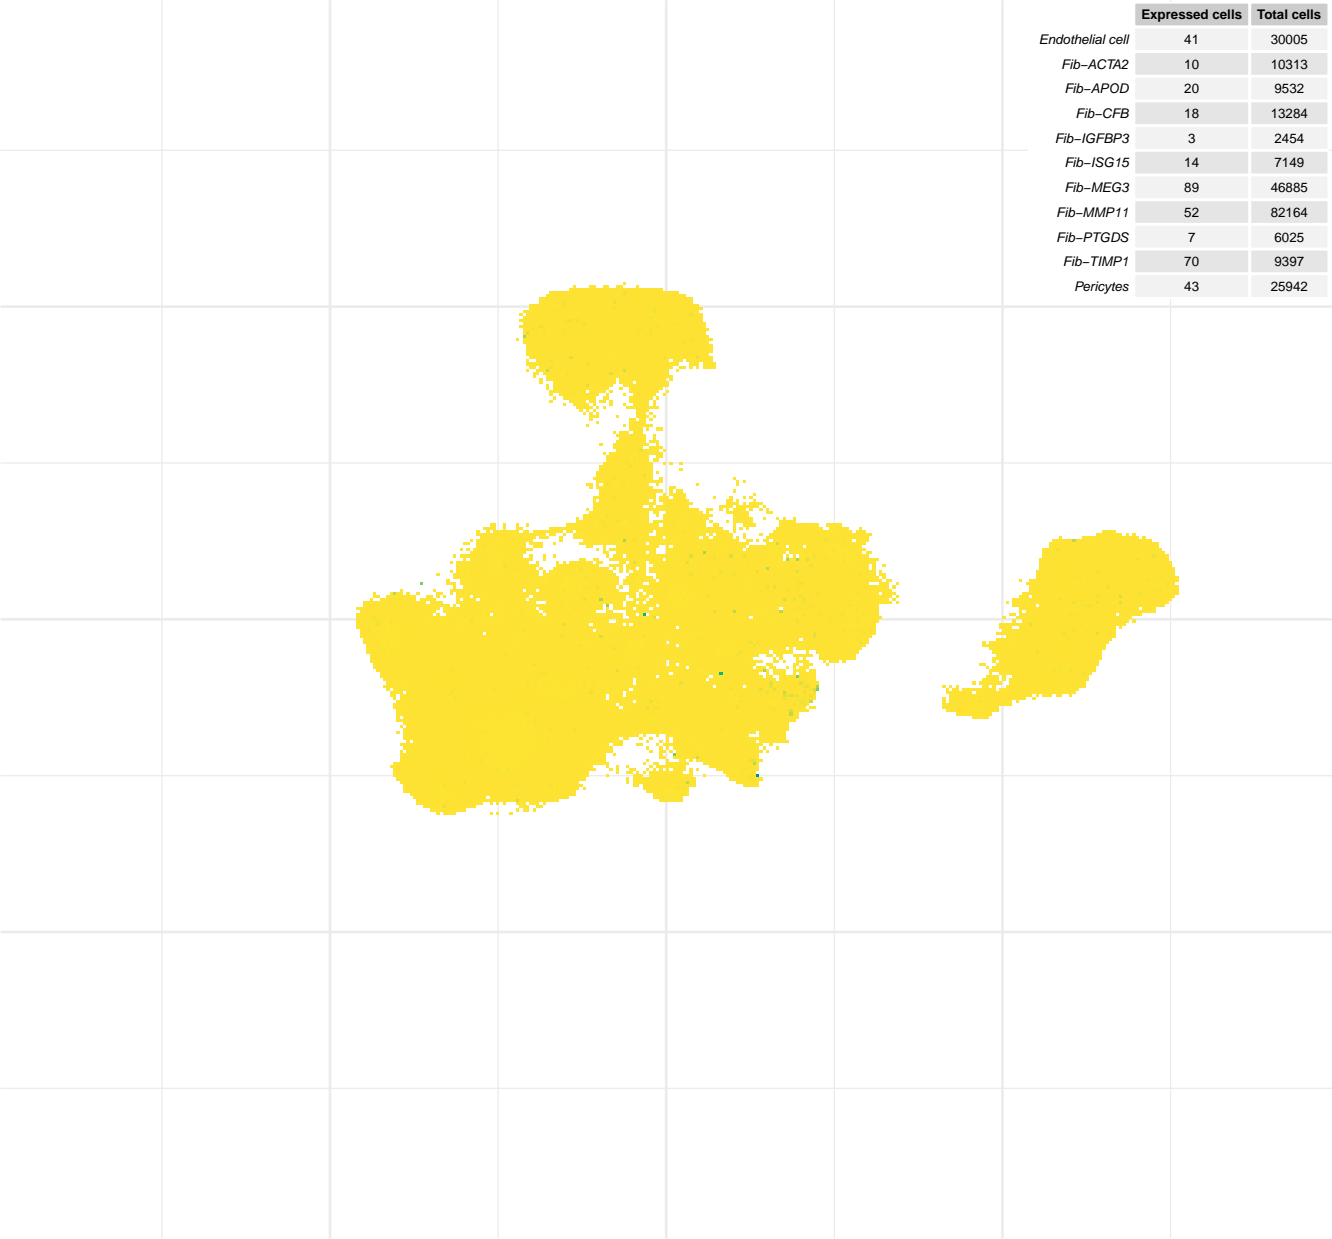 Expressed cells Total cells
Endothelial cell 41 30005
Fib−ACTA2 10 10313
Fib−APOD 20 9532
Fib−CFB 18 13284
Fib−IGFBP3 3 2454
Fib−ISG15 14 7149
Fib−MEG3 89 46885
Fib−MMP11 52 82164
Fib−PTGDS 7 6025
Fib−TIMP1 70 9397
Pericytes 43 25942